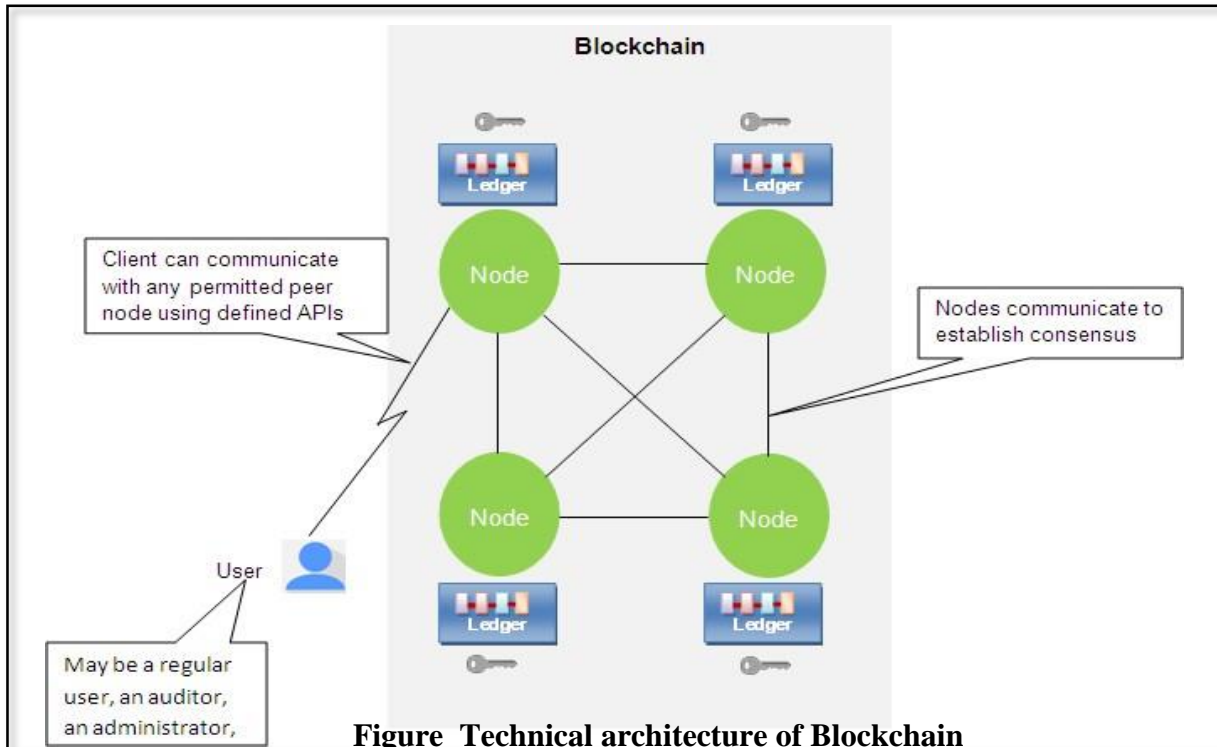 Blockchain
Ledger
Ledger
Client can communicate
with any permitted peer
node using defined APIs
Node
Node
Nodes communicate to
establish consensus
Node
Node
User
Ledger
Ledger
May be a regular
user, an auditor,
an administrator,
Figure Technical architecture of Blockchain